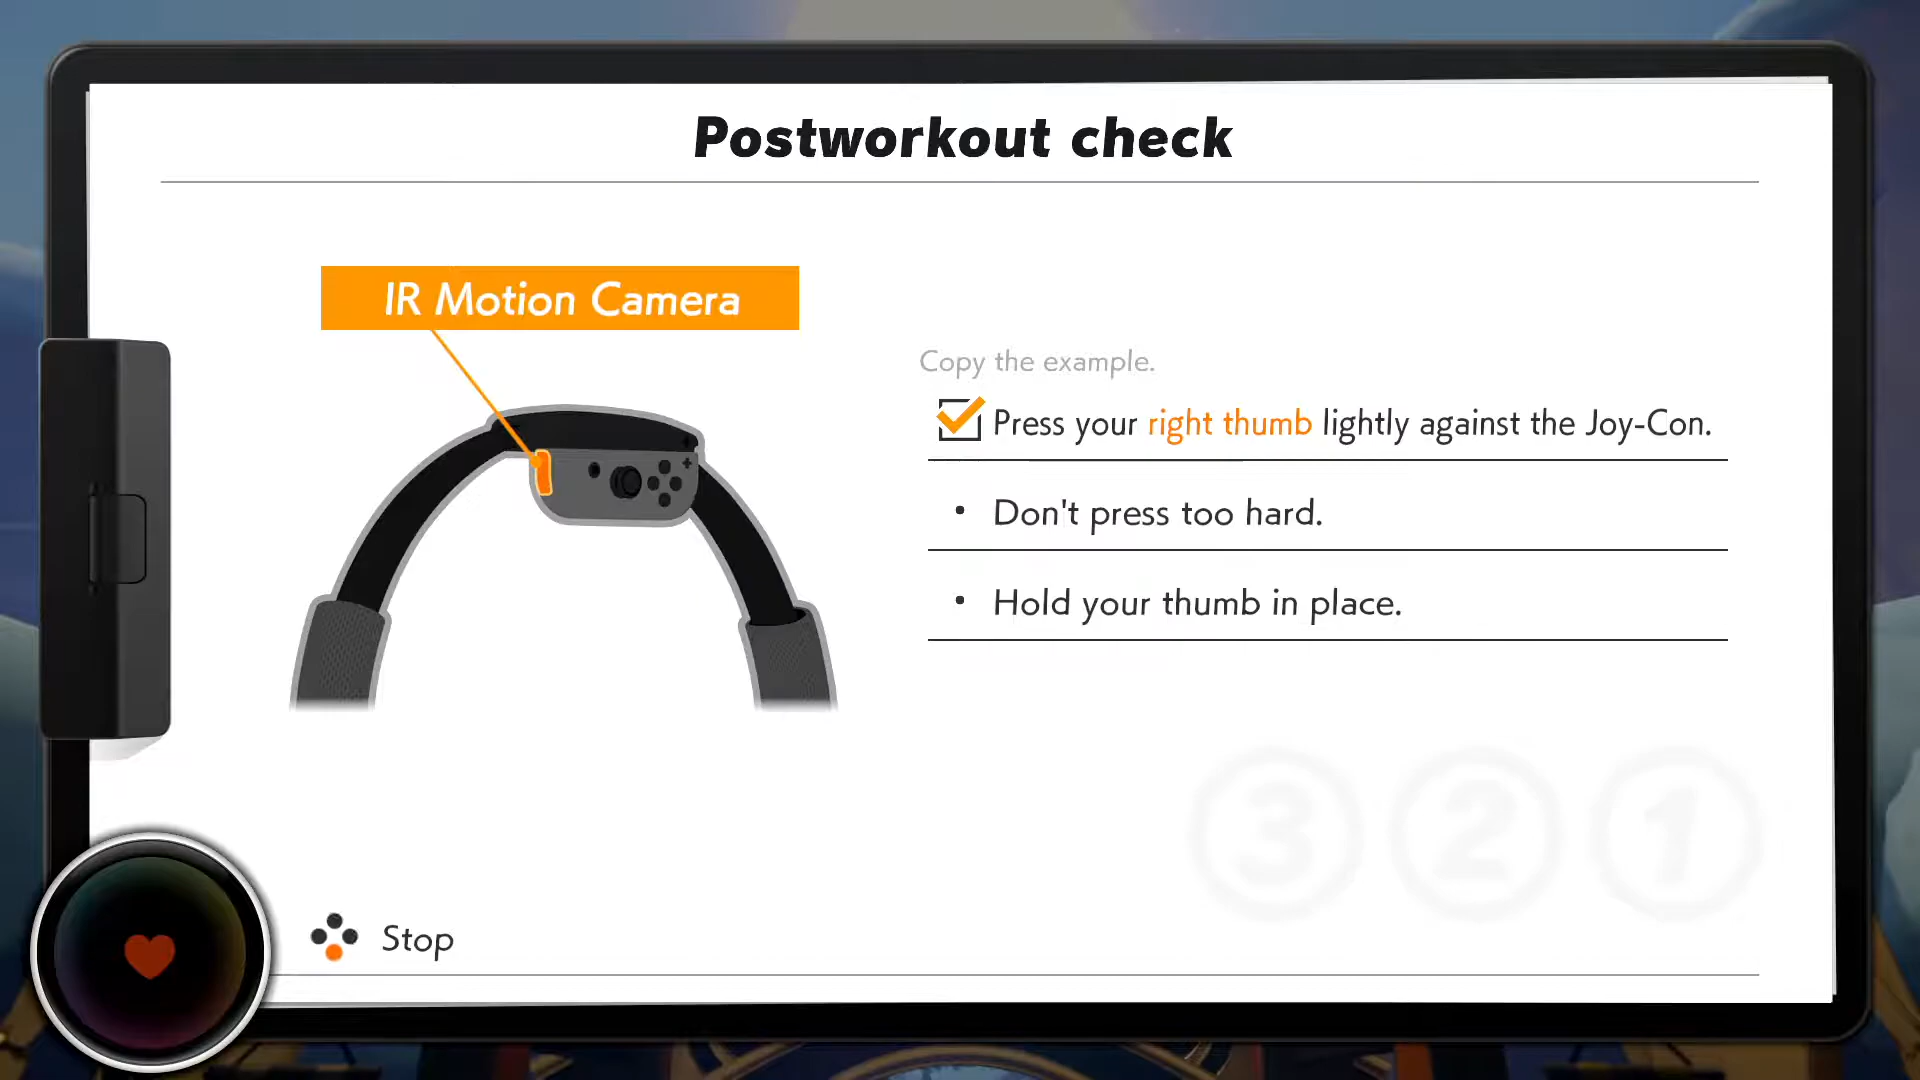 Postworkout check
IR Motion Camera
Copy the example.
Press your right thumb lightly against the Joy-Con.
• Don't press too hard.
• Hold your thumb in place.
3 2 1
Stop